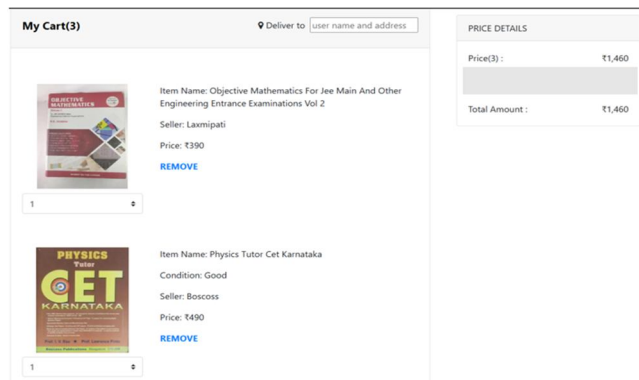 My Cart(3)
Deliver to user name and address
Item Name: Objective Mathematics For Jee Main And Other
Engineering Entrance Examinations Vol 2
Seller: Laxmipati
Price: ₹390
REMOVE
OBJECTIVE
MATHEMATICS
1
Item Name: Physics Tutor Cet Karnataka
Condition: Good
Seller: Boscoss
Price: ₹490
REMOVE
PHYSICS
Tutor
CET
KARNATAKA
1
PRICE DETAILS
Price(3) : ₹1,460
Total Amount : ₹1,460